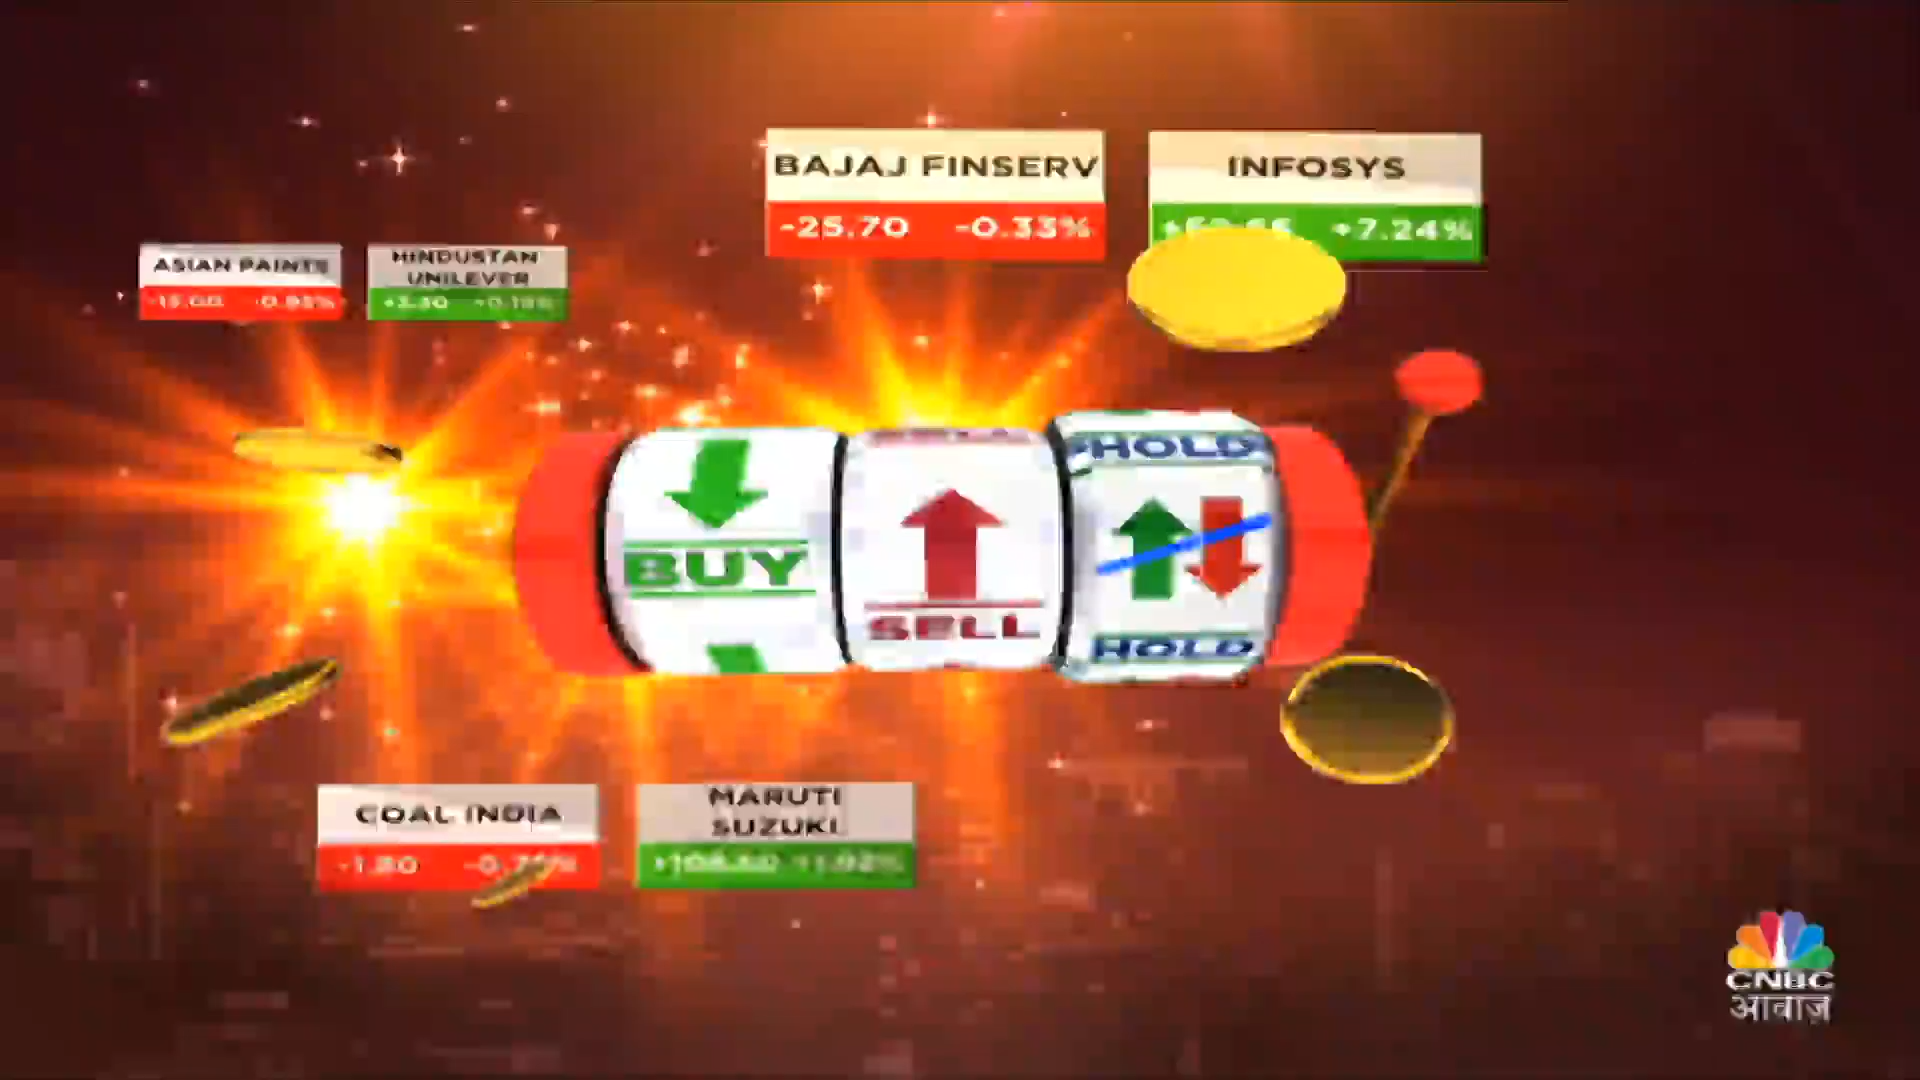 BAJAJ FINSERV
-25.70 -0.33%
INFOSYS
+7.24%
ASIAN PAINTS
HINDUSTAN
UNILEVER
HOLD
BUY
SELL
HOLD
COAL INDIA
-1.80
MARUTI
SUZUKI
CNBC
आवाज़